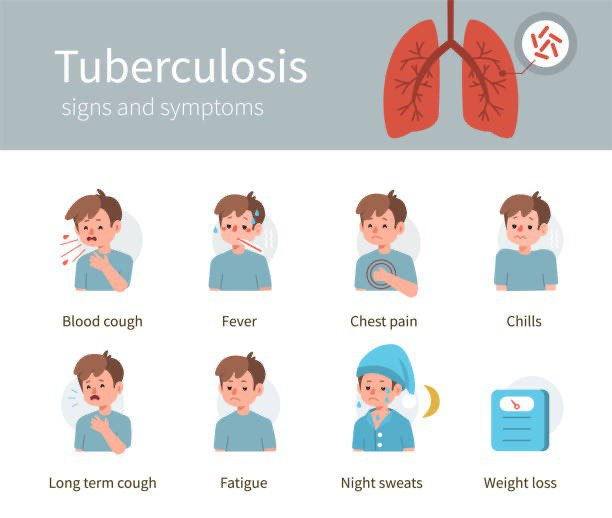 Tuberculosis
signs and symptoms
Blood cough
Fever
Chest pain
Chills
Long term cough
Fatigue
Night sweats
Weight loss